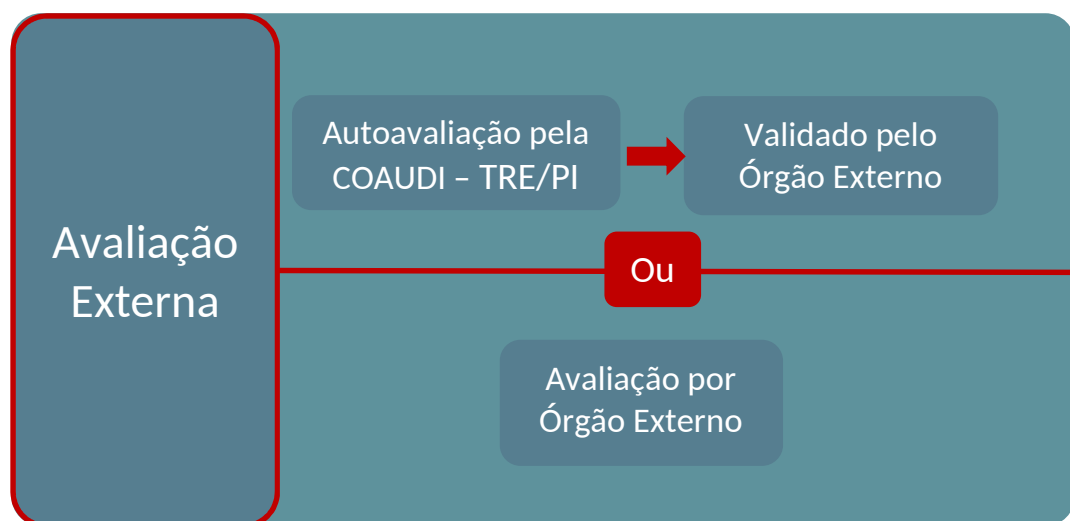 Avaliação
Externa
Autoavaliação pela
COAUDI – TRE/PI
Validado pelo
Órgão Externo
Ou
Avaliação por
Órgão Externo